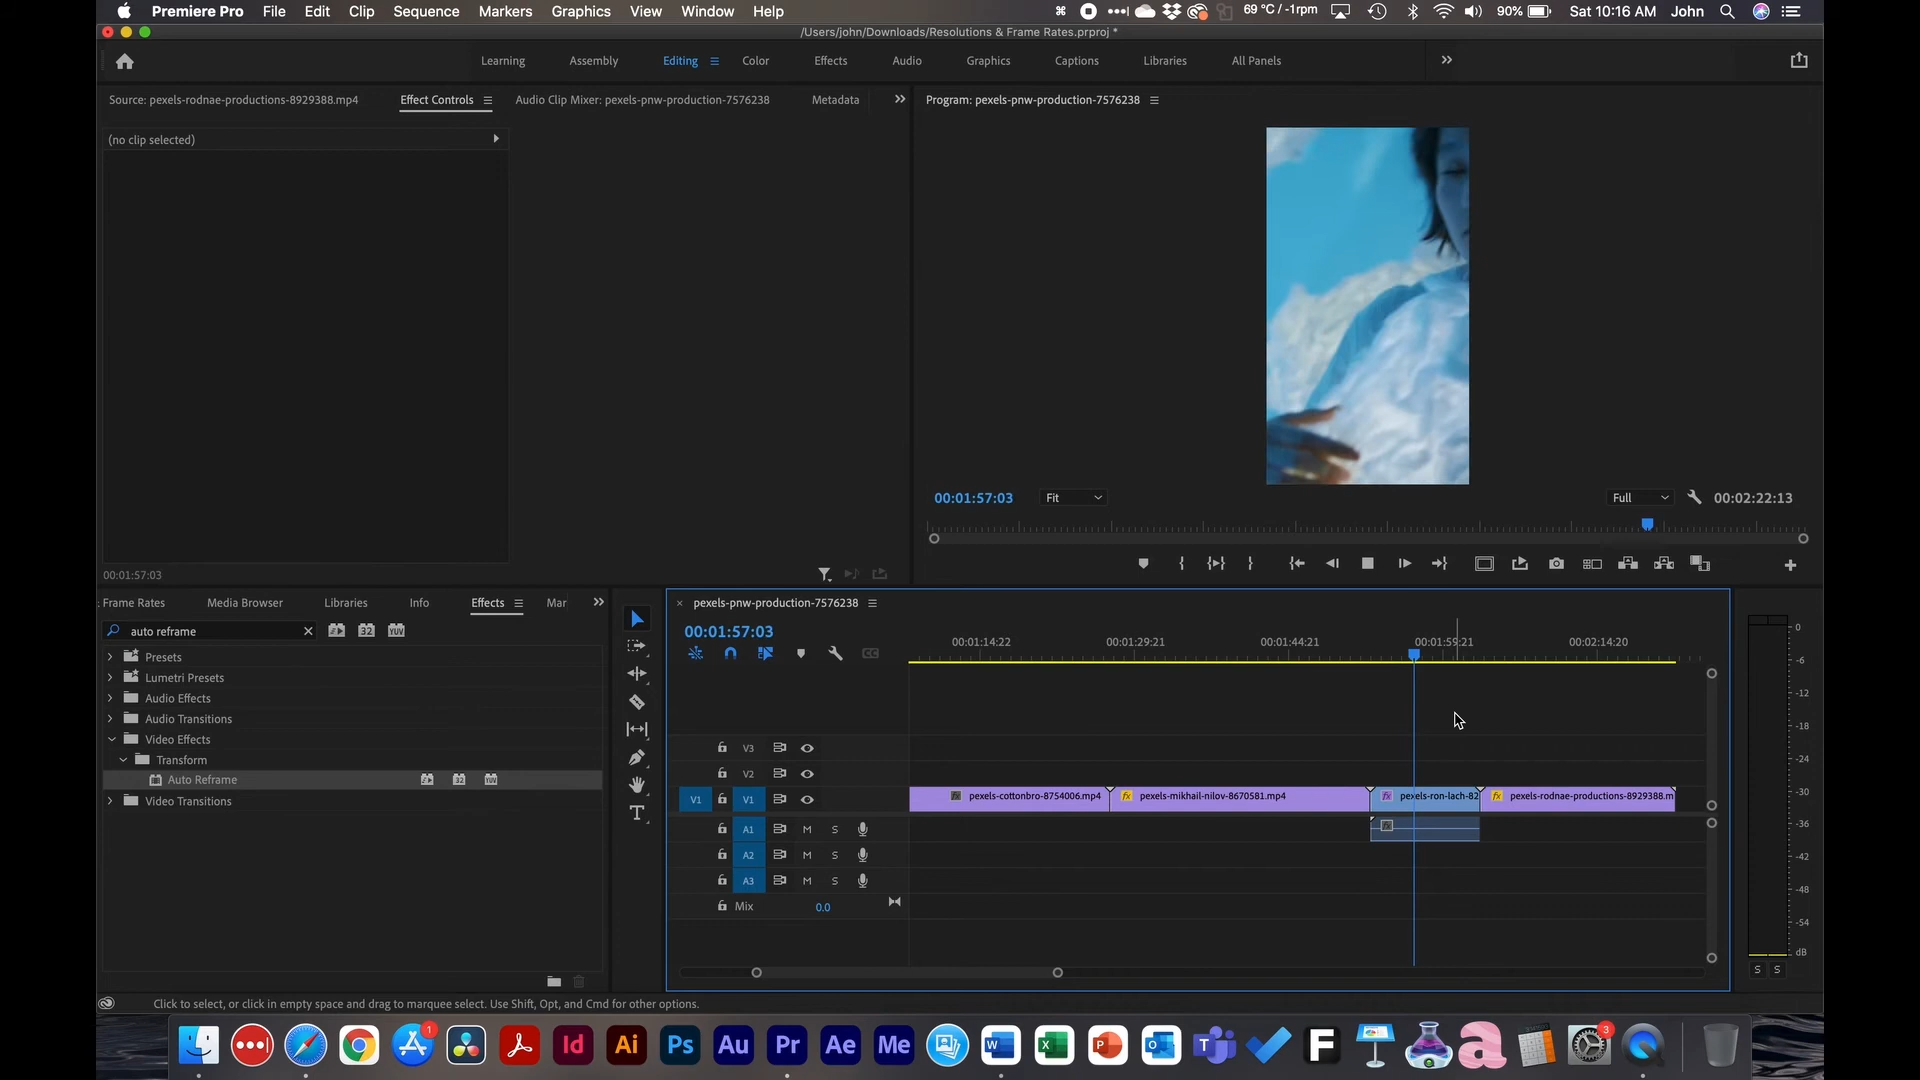 Premiere Pro File Edit Clip Sequence Markers Graphics View Window Help 69 °C / -1rpm 90% Sat 10:16 AM John
/Users/john/Downloads/Resolutions & Frame Rates.prproj *
Learning Assembly Editing Color Effects Audio Graphics Captions Libraries All Panels
Source: pexels-rodnae-productions-8929388.mp4 Effect Controls Audio Clip Mixer: pexels-pnw-production-7576238 Metadata
Program: pexels-pnw-production-7576238
(no clip selected)
00:01:57:03 Fit Full 00:02:22:13
00:01:57:03
Frame Rates Media Browser Libraries Info Effects Mar
auto reframe
32
YUV
Presets
Lumetri Presets
Audio Effects
Audio Transitions
Video Effects
Transform
Auto Reframe
32
YUV
Video Transitions
pexels-pnw-production-7576238
00:01:57:03
00:01:14:22 00:01:29:21 00:01:44:21 00:01:59:21 00:02:14:20
V3
V2
V1 V1 pexels-cottonbro-8754006.mp4 fx pexels-mikhail-nilov-8670581.mp4 fx pexels-ron-lach-82 fx pexels-rodnae-productions-8929388.m
A1 M S
A2 M S
A3 M S
Mix 0.0
0
-6
-12
-18
-24
-30
-36
-42
-48
-54
dB
S S
Click to select, or click in empty space and drag to marquee select. Use Shift, Opt, and Cmd for other options.
1 Id Ai Ps Au Pr Ae Me W X P O T F a 3